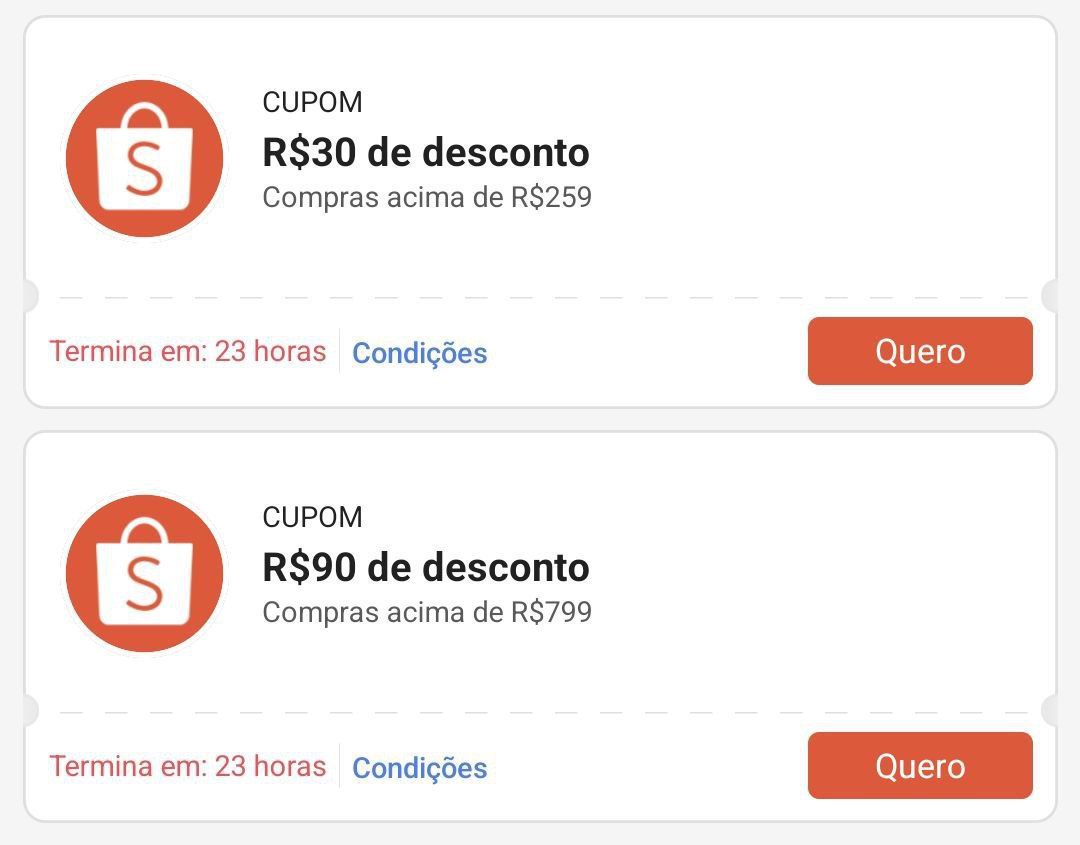 S
CUPOM
R$30 de desconto
Compras acima de R$259
Termina em: 23 horas Condições Quero
S
CUPOM
R$90 de desconto
Compras acima de R$799
Termina em: 23 horas Condições Quero